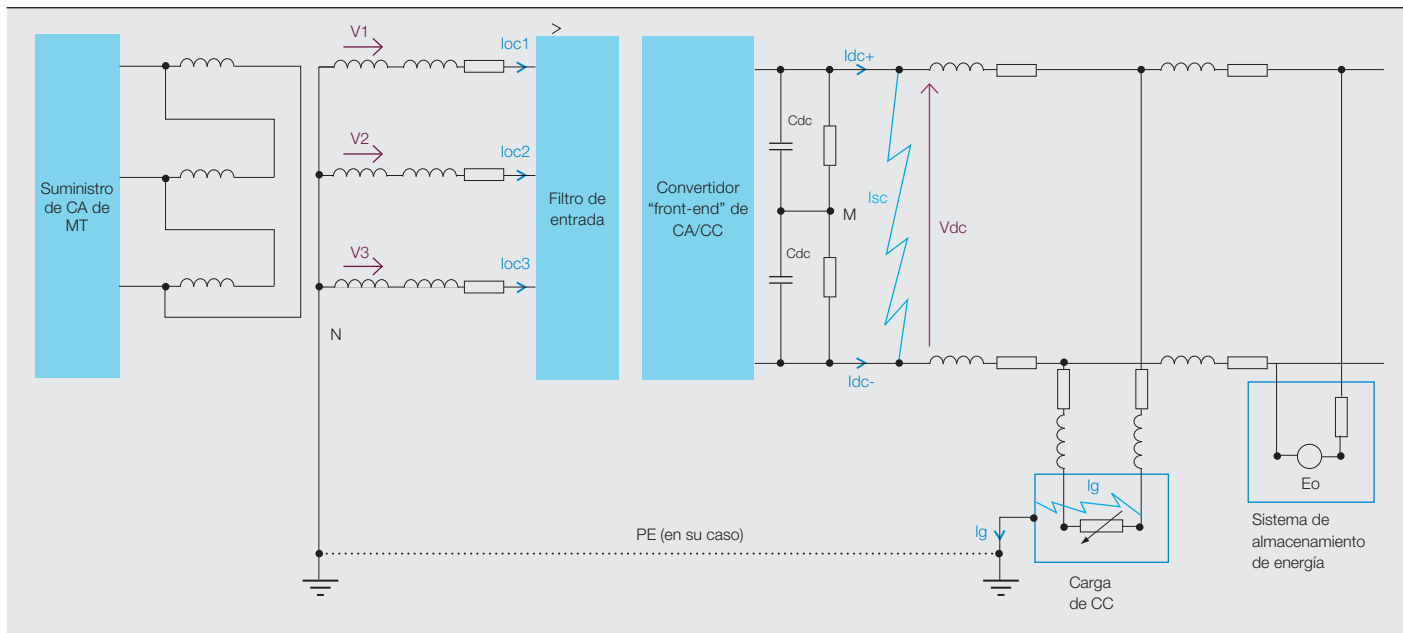 V1
Ioc1
>
Idc+
Cdc
V2
Ioc2
Suministro
de CA de
MT
Filtro de
entrada
Convertidor
“front-end” de
CA/CC
M
Isc
Vdc
V3
Ioc3
Cdc
N
Idc-
Ig
Eo
Ig
PE (en su caso)
Sistema de
almacenamiento
de energía
Carga
de CC